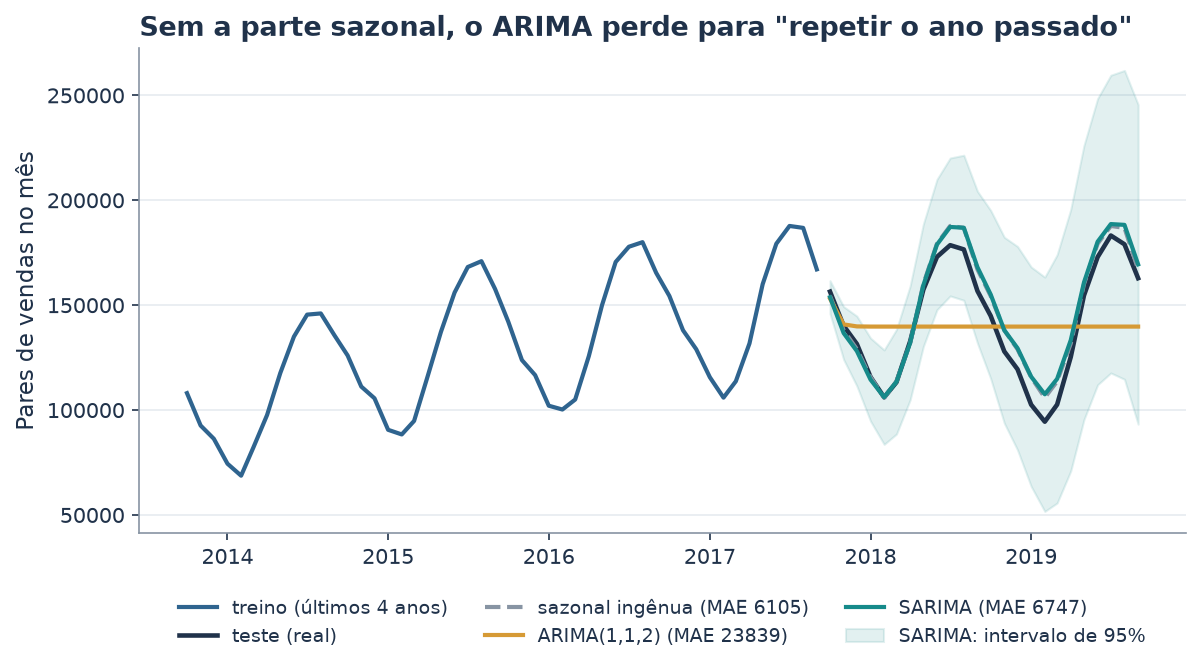 Sem a parte sazonal, o ARIMA perde para "repetir o ano passado"
Pares de vendas no mês
250000
200000
150000
100000
50000
2014 2015 2016 2017 2018 2019
treino (últimos 4 anos) sazonal ingênua (MAE 6105) SARIMA (MAE 6747)
teste (real) ARIMA(1,1,2) (MAE 23839) SARIMA: intervalo de 95%